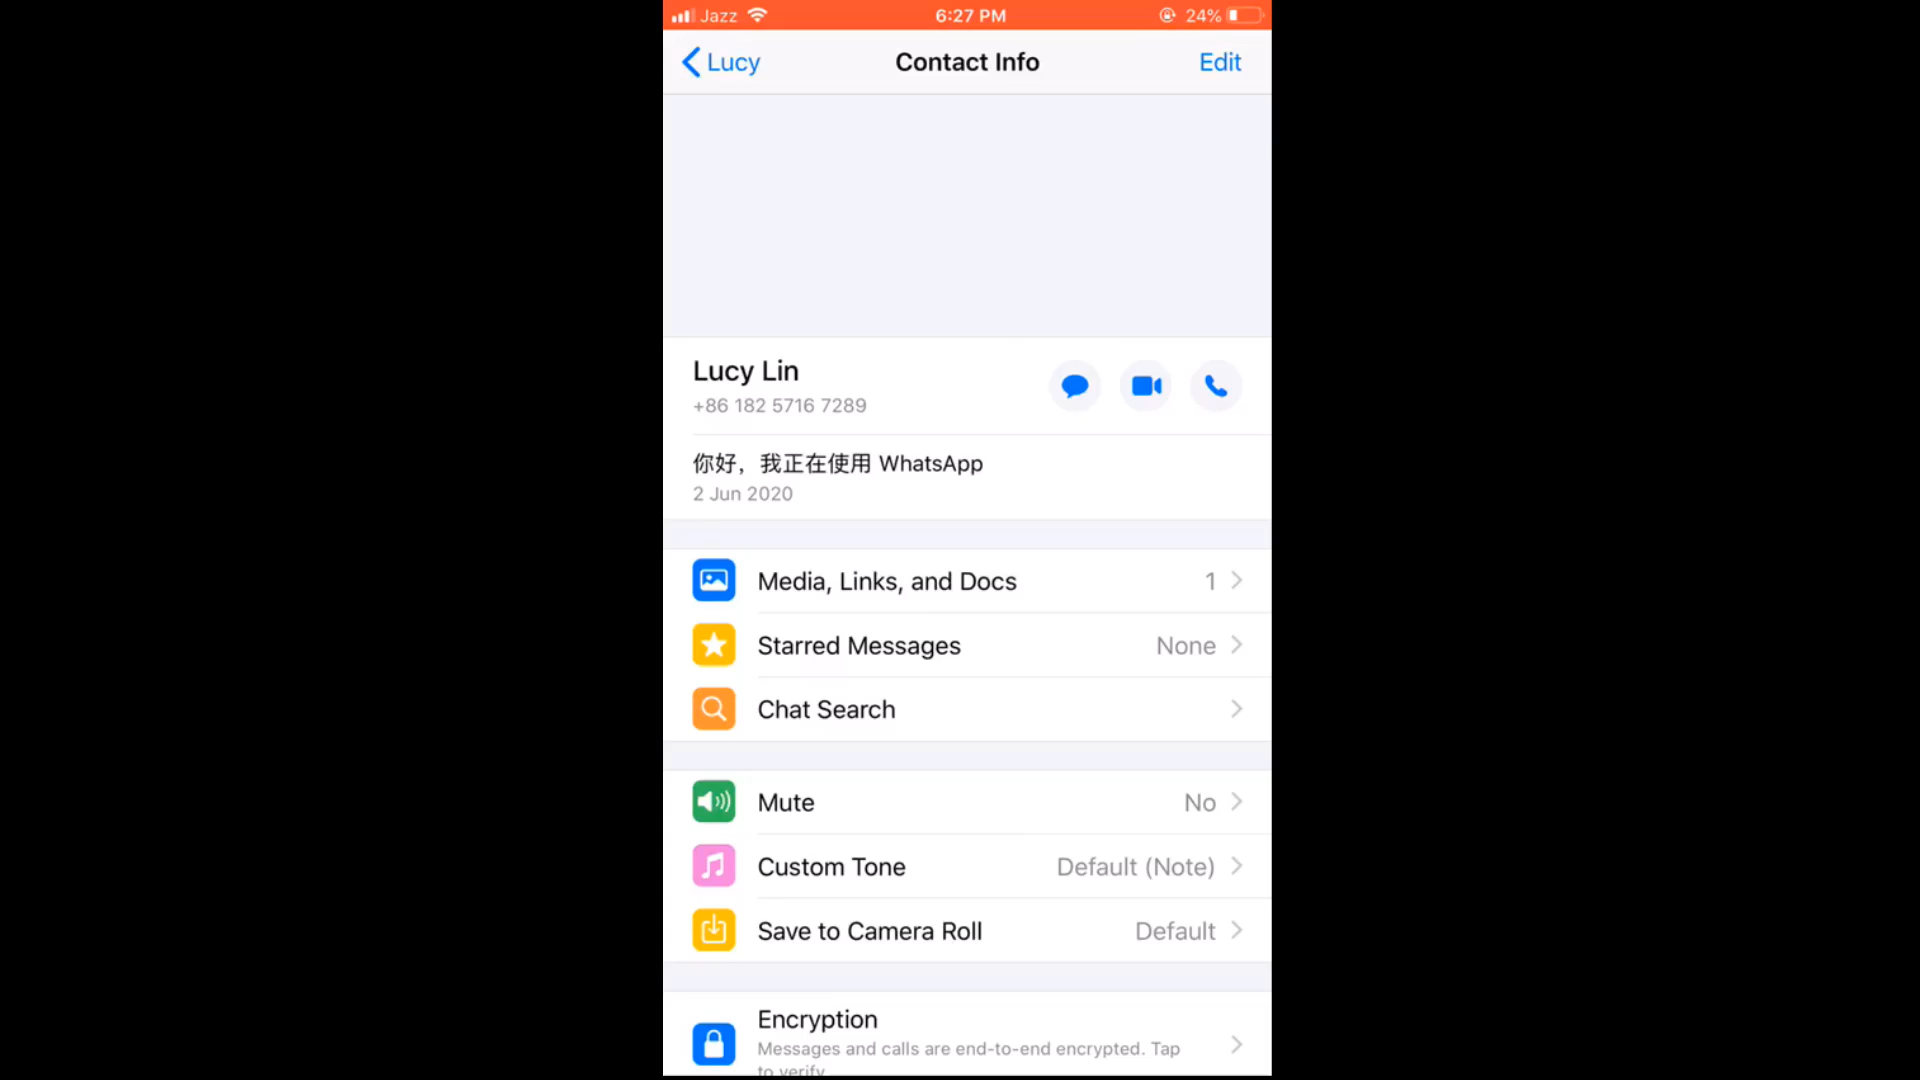 Jazz
6:27 PM
24%
Lucy
Contact Info
Edit
Lucy Lin
+86 182 5716 7289
你好，我正在使用 WhatsApp
2 Jun 2020
Media, Links, and Docs 1
Starred Messages None
Chat Search
Mute No
Custom Tone Default (Note)
Save to Camera Roll Default
Encryption
Messages and calls are end-to-end encrypted. Tap
to verify